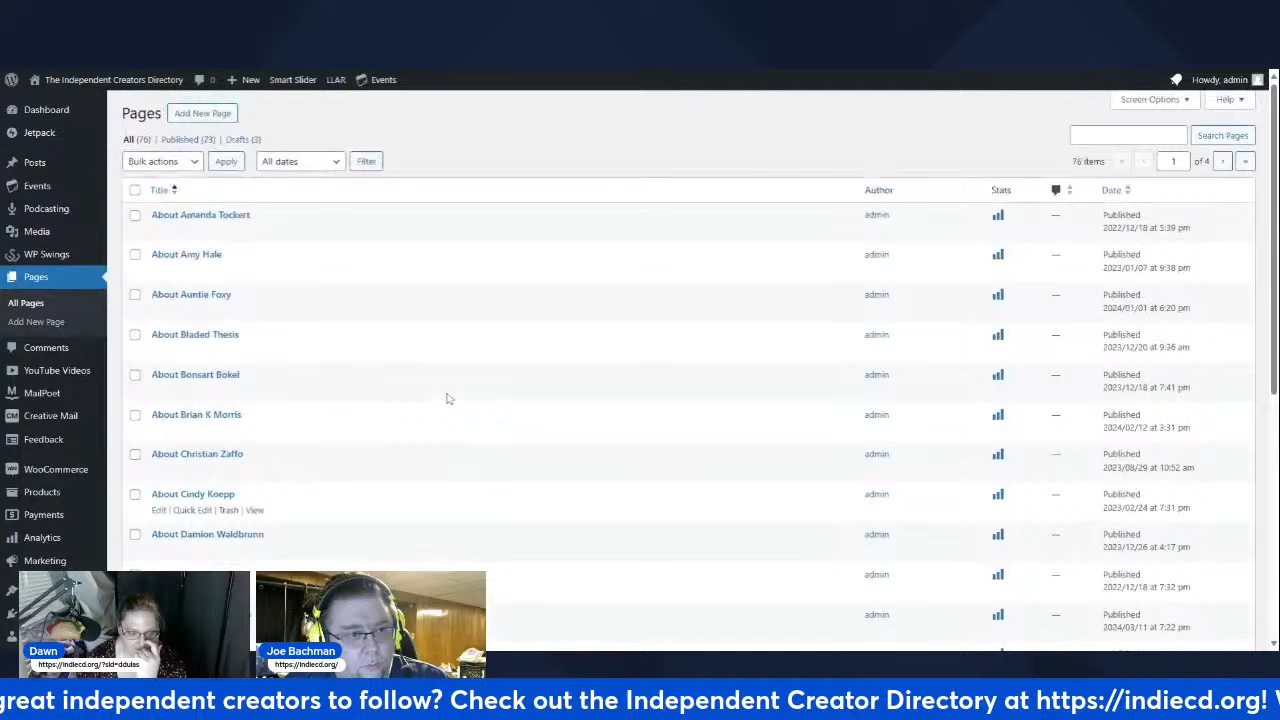 The Independent Creators Directory 0 New Smart Slider LLAR Events Howdy, admin
Dashboard
Jetpack
Posts
Events
Podcasting
Media
WP Swings
Pages
All Pages
Add New Page
Comments
YouTube Videos
MailPoet
CM Creative Mail
Feedback
WooCommerce
Products
Payments
Analytics
Marketing
Pages Add New Page Screen Options Help
All (76) | Published (73) | Drafts (3) Search Pages
Bulk actions Apply All dates Filter 76 items « ‹ 1 of 4 › »
Title Author Stats Date
About Amanda Tockert admin — Published
2022/12/18 at 5:39 pm
About Amy Hale admin — Published
2023/01/07 at 9:38 pm
About Auntie Foxy admin — Published
2024/01/01 at 6:20 pm
About Bladed Thesis admin — Published
2023/12/20 at 9:36 am
About Bonsart Bokel admin — Published
2023/12/18 at 7:41 pm
About Brian K Morris admin — Published
2024/02/12 at 3:31 pm
About Christian Zaffo admin — Published
2023/08/29 at 10:52 am
About Cindy Koepp admin — Published
Edit | Quick Edit | Trash | View 2023/02/24 at 7:31 pm
About Damion Waldbrunn admin — Published
2023/12/26 at 4:17 pm
admin — Published
2022/12/18 at 7:32 pm
admin — Published
2024/03/11 at 7:22 pm
Dawn
https://indiecd.org/?sid=ddulas
Joe Bachman
https://indiecd.org/
great independent creators to follow? Check out the Independent Creator Directory at https://indiecd.org!